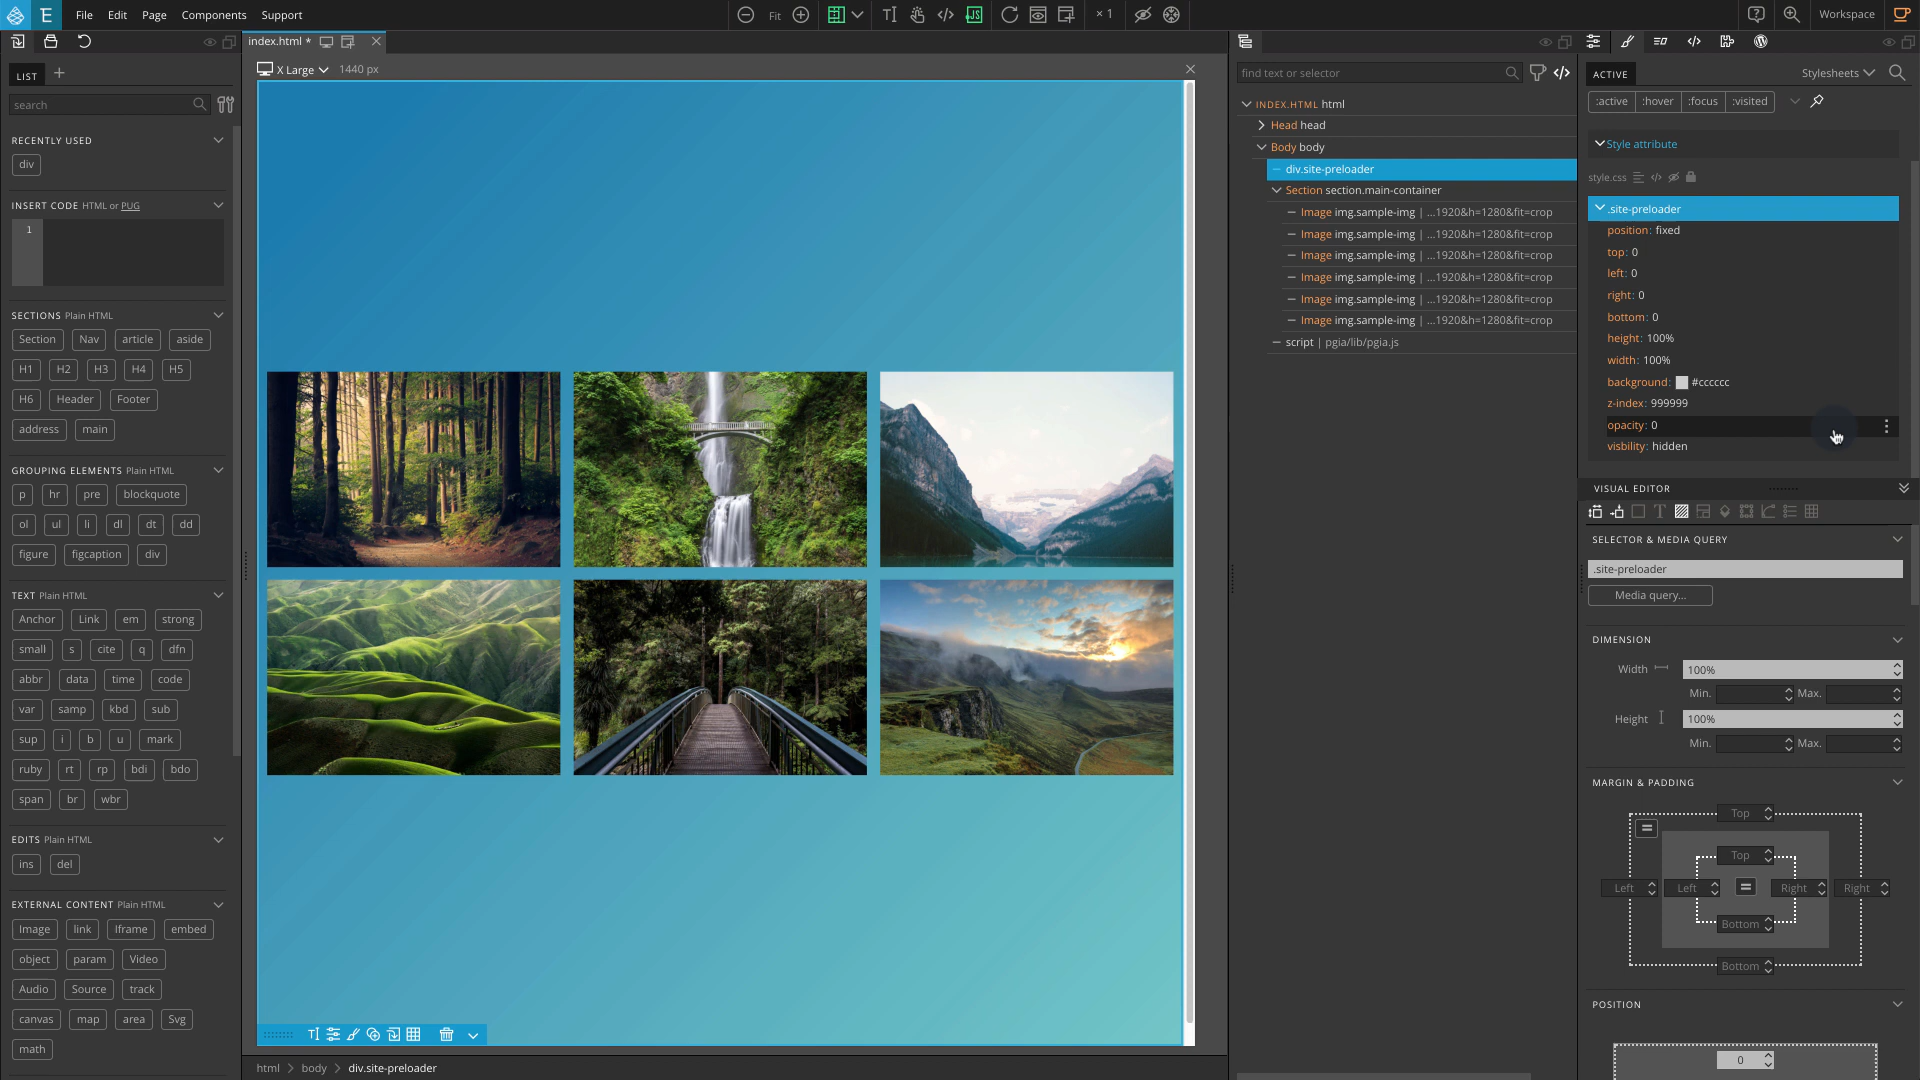 File Edit Page Components Support
Fit
× 1
Workspace
index.html *
LIST
search
RECENTLY USED
div
INSERT CODE HTML or PUG
1
SECTIONS Plain HTML
Section Nav article aside
H1 H2 H3 H4 H5
H6 Header Footer
address main
GROUPING ELEMENTS Plain HTML
p hr pre blockquote
ol ul li dl dt dd
figure figcaption div
TEXT Plain HTML
Anchor Link em strong
small s cite q dfn
abbr data time code
var samp kbd sub
sup i b u mark
ruby rt rp bdi bdo
span br wbr
EDITS Plain HTML
ins del
EXTERNAL CONTENT Plain HTML
Image link Iframe embed
object param Video
Audio Source track
canvas map area Svg
math
X Large 1440 px
html body div.site-preloader
find text or selector
INDEX.HTML html
Head head
Body body
div.site-preloader
Section section.main-container
Image img.sample-img | ...1920&h=1280&fit=crop
Image img.sample-img | ...1920&h=1280&fit=crop
Image img.sample-img | ...1920&h=1280&fit=crop
Image img.sample-img | ...1920&h=1280&fit=crop
Image img.sample-img | ...1920&h=1280&fit=crop
Image img.sample-img | ...1920&h=1280&fit=crop
script | pgia/lib/pgia.js
ACTIVE
Stylesheets
:active :hover :focus :visited
Style attribute
style.css
.site-preloader
position: fixed
top: 0
left: 0
right: 0
bottom: 0
height: 100%
width: 100%
background: #cccccc
z-index: 999999
opacity: 0
visbility: hidden
VISUAL EDITOR
SELECTOR & MEDIA QUERY
.site-preloader
Media query...
DIMENSION
Width 100%
Min. Max.
Height 100%
Min. Max.
MARGIN & PADDING
Top
Top
Left Left Right Right
Bottom
Bottom
POSITION
0